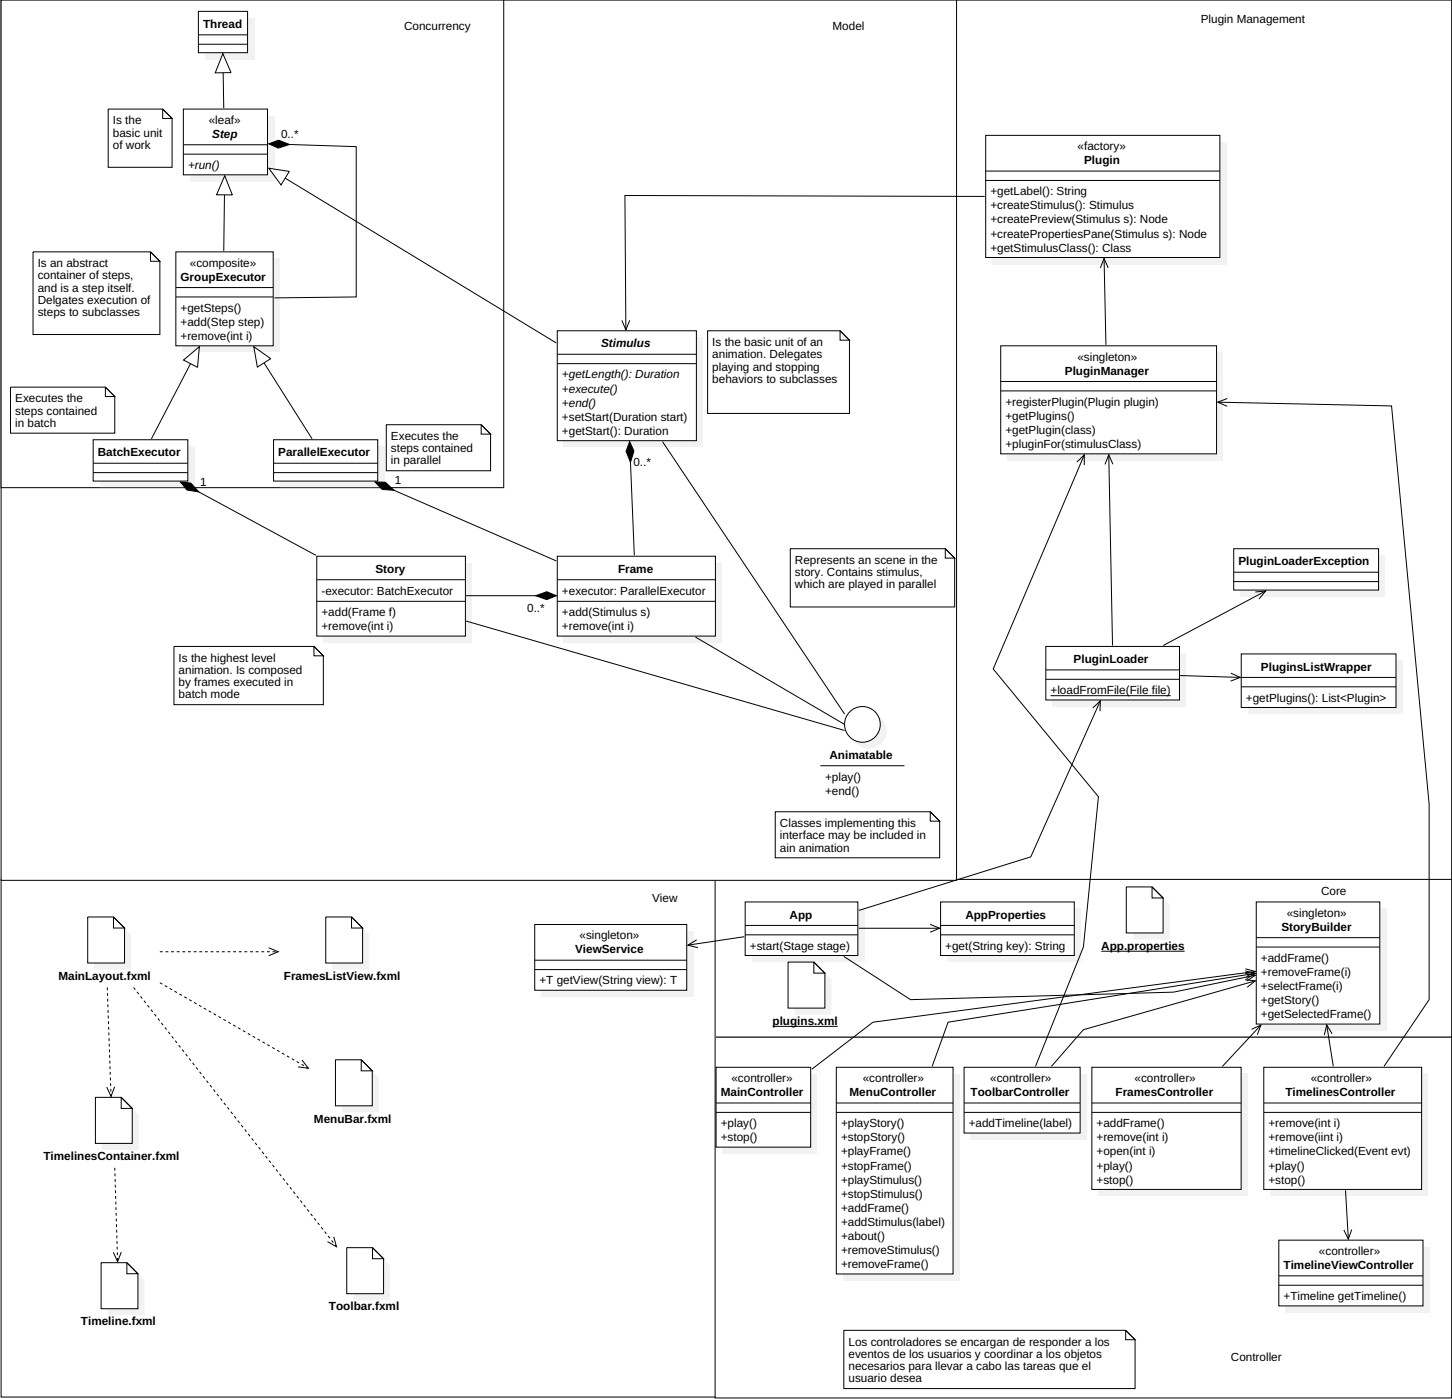 Concurrency
Thread
Is the
basic unit
of work
«leaf»
Step
+run()
0..*
Is an abstract
container of steps,
and is a step itself.
Delgates execution of
steps to subclasses
«composite»
GroupExecutor
+getSteps()
+add(Step step)
+remove(int i)
Executes the
steps contained
in batch
BatchExecutor
1
ParallelExecutor
1
Executes the
steps contained
in parallel
Model
Stimulus
+getLength(): Duration
+execute()
+end()
+setStart(Duration start)
+getStart(): Duration
0..*
Is the basic unit of an
animation. Delegates
playing and stopping
behaviors to subclasses
Story
-executor: BatchExecutor
+add(Frame f)
+remove(int i)
0..*
Frame
+executor: ParallelExecutor
+add(Stimulus s)
+remove(int i)
Represents an scene in the
story. Contains stimulus,
which are played in parallel
Is the highest level
animation. Is composed
by frames executed in
batch mode
Animatable
+play()
+end()
Classes implementing this
interface may be included in
ain animation
Plugin Management
«factory»
Plugin
+getLabel(): String
+createStimulus(): Stimulus
+createPreview(Stimulus s): Node
+createPropertiesPane(Stimulus s): Node
+getStimulusClass(): Class
«singleton»
PluginManager
+registerPlugin(Plugin plugin)
+getPlugins()
+getPlugin(class)
+pluginFor(stimulusClass)
PluginLoaderException
PluginLoader
+loadFromFile(File file)
PluginsListWrapper
+getPlugins(): List<Plugin>
View
MainLayout.fxml
FramesListView.fxml
MenuBar.fxml
TimelinesContainer.fxml
Timeline.fxml
Toolbar.fxml
«singleton»
ViewService
+T getView(String view): T
Core
App
+start(Stage stage)
AppProperties
+get(String key): String
App.properties
plugins.xml
«singleton»
StoryBuilder
+addFrame()
+removeFrame(i)
+selectFrame(i)
+getStory()
+getSelectedFrame()
«controller»
MainController
+play()
+stop()
«controller»
MenuController
+playStory()
+stopStory()
+playFrame()
+stopFrame()
+playStimulus()
+stopStimulus()
+addFrame()
+addStimulus(label)
+about()
+removeStimulus()
+removeFrame()
«controller»
ToolbarController
+addTimeline(label)
«controller»
FramesController
+addFrame()
+remove(int i)
+open(int i)
+play()
+stop()
«controller»
TimelinesController
+remove(int i)
+remove(iint i)
+timelineClicked(Event evt)
+play()
+stop()
«controller»
TimelineViewController
+Timeline getTimeline()
Los controladores se encargan de responder a los
eventos de los usuarios y coordinar a los objetos
necesarios para llevar a cabo las tareas que el
usuario desea
Controller